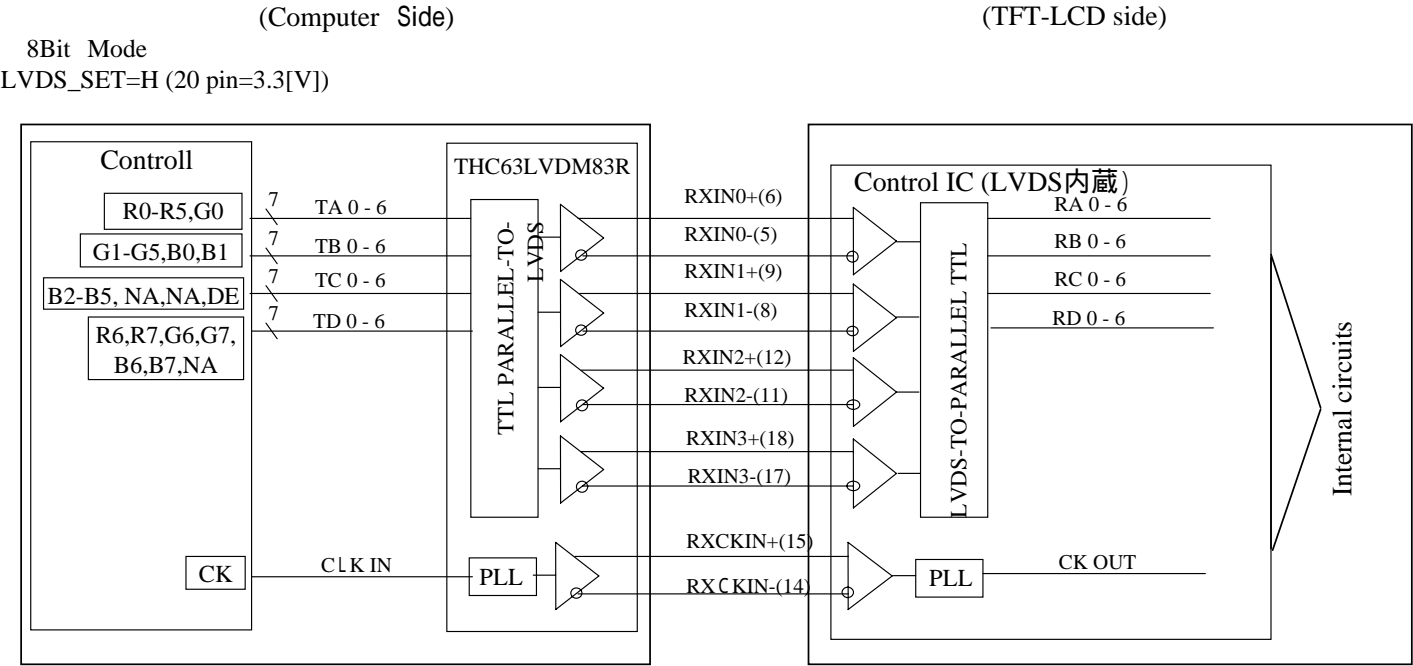 (Computer Side)
(TFT-LCD side)
8Bit Mode
LVDS_SET=H (20 pin=3.3[V])
Controll
THC63LVDM83R
Control IC (LVDS内蔵)
R0-R5,G0
7
TA 0 - 6
G1-G5,B0,B1
7
TB 0 - 6
B2-B5, NA,NA,DE
7
TC 0 - 6
R6,R7,G6,G7,
B6,B7,NA
7
TD 0 - 6
CK
CLK IN
TTL PARALLEL-TO-
LVDS
PLL
RXIN0+(6)
RXIN0-(5)
RXIN1+(9)
RXIN1-(8)
RXIN2+(12)
RXIN2-(11)
RXIN3+(18)
RXIN3-(17)
RXCKIN+(15)
RXCKIN-(14)
LVDS-TO-PARALLEL TTL
PLL
RA 0 - 6
RB 0 - 6
RC 0 - 6
RD 0 - 6
CK OUT
Internal circuits